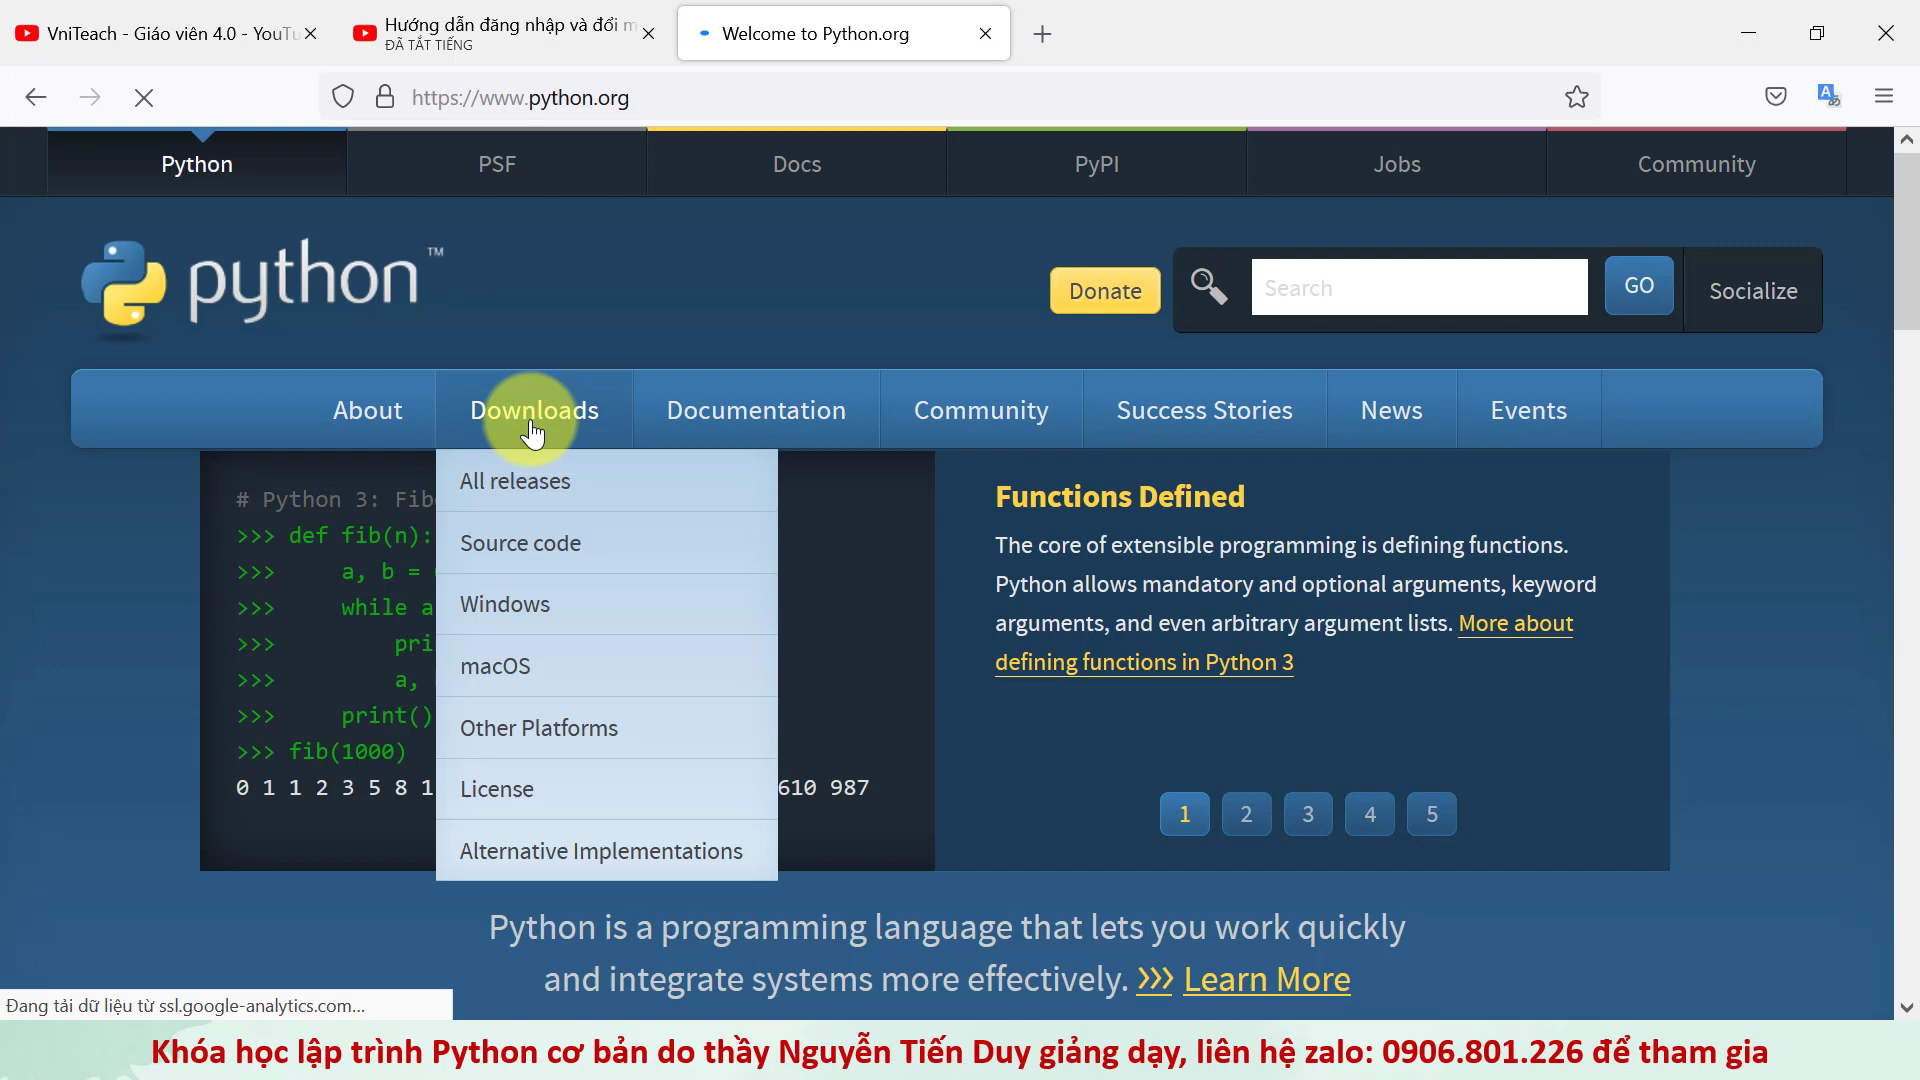 VniTeach - Giáo viên 4.0 - YouTu
Hướng dẫn đăng nhập và đổi m
ĐÃ TẮT TIẾNG
Welcome to Python.org
https://www.python.org
Python
PSF
Docs
PyPI
Jobs
Community
python™
Donate
Search
GO
Socialize
About
Downloads
Documentation
Community
Success Stories
News
Events
All releases
Source code
Windows
macOS
Other Platforms
License
Alternative Implementations
# Python 3: Fib
>>> def fib(n):
>>>     a, b =
>>>     while a
>>>         pri
>>>         a,
>>>     print()
>>> fib(1000)
0 1 1 2 3 5 8 1 610 987
Functions Defined
The core of extensible programming is defining functions.
Python allows mandatory and optional arguments, keyword
arguments, and even arbitrary argument lists. More about
defining functions in Python 3
1 2 3 4 5
Python is a programming language that lets you work quickly
and integrate systems more effectively. >>> Learn More
Đang tải dữ liệu từ ssl.google-analytics.com...
Khóa học lập trình Python cơ bản do thầy Nguyễn Tiến Duy giảng dạy, liên hệ zalo: 0906.801.226 để tham gia